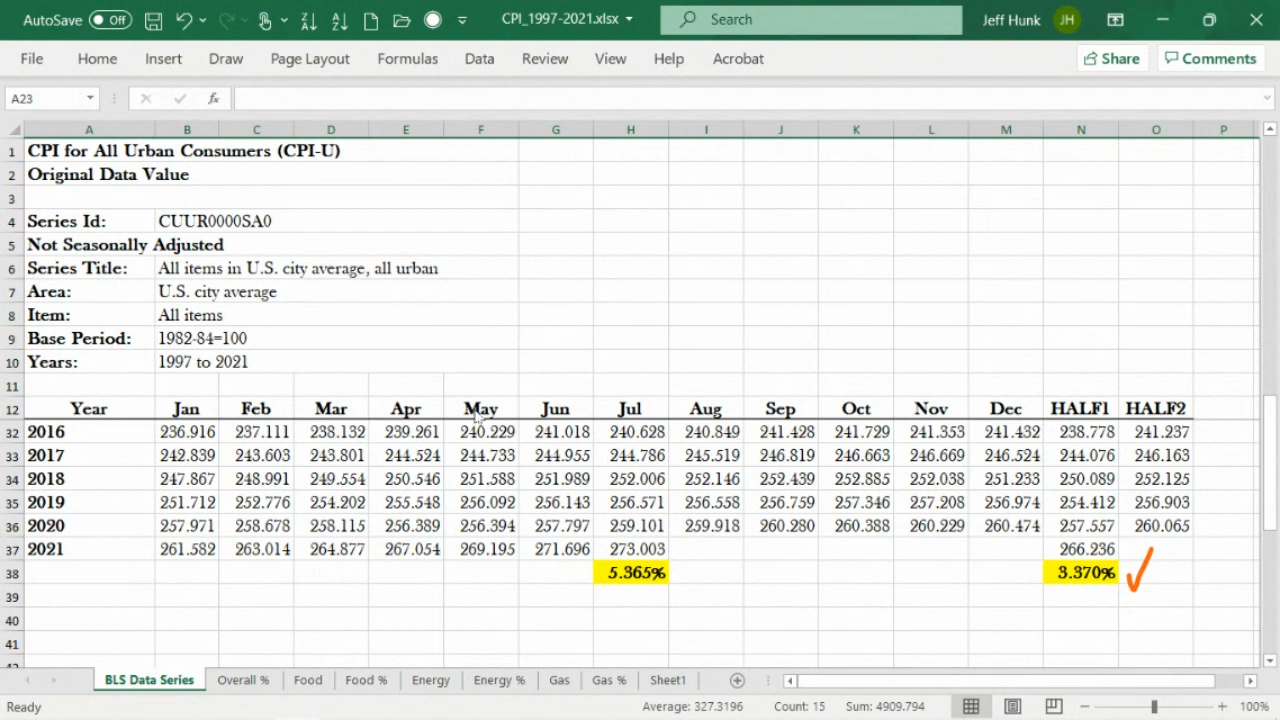 AutoSave Off CPI_1997-2021.xlsx Search Jeff Hunk JH
File Home Insert Draw Page Layout Formulas Data Review View Help Acrobat Share Comments
A23 fx
A B C D E F G H I J K L M N O P
1 CPI for All Urban Consumers (CPI-U)
2 Original Data Value
3
4 Series Id: CUUR0000SA0
5 Not Seasonally Adjusted
6 Series Title: All items in U.S. city average, all urban
7 Area: U.S. city average
8 Item: All items
9 Base Period: 1982-84=100
10 Years: 1997 to 2021
11
12 Year Jan Feb Mar Apr May Jun Jul Aug Sep Oct Nov Dec HALF1 HALF2
32 2016 236.916 237.111 238.132 239.261 240.229 241.018 240.628 240.849 241.428 241.729 241.353 241.432 238.778 241.237
33 2017 242.839 243.603 243.801 244.524 244.733 244.955 244.786 245.519 246.819 246.663 246.669 246.524 244.076 246.163
34 2018 247.867 248.991 249.554 250.546 251.588 251.989 252.006 252.146 252.439 252.885 252.038 251.233 250.089 252.125
35 2019 251.712 252.776 254.202 255.548 256.092 256.143 256.571 256.558 256.759 257.346 257.208 256.974 254.412 256.903
36 2020 257.971 258.678 258.115 256.389 256.394 257.797 259.101 259.918 260.280 260.388 260.229 260.474 257.557 260.065
37 2021 261.582 263.014 264.877 267.054 269.195 271.696 273.003 266.236
38 5.365% 3.370%
39
40
41
BLS Data Series Overall % Food Food % Energy Energy % Gas Gas % Sheet1
Ready Average: 327.3196 Count: 15 Sum: 4909.794 100%